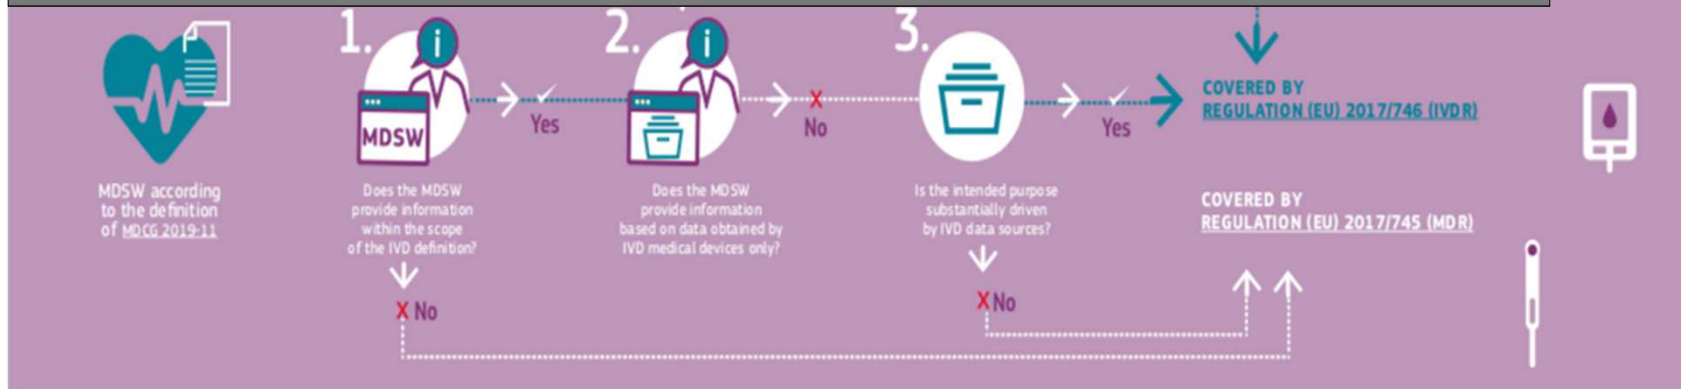 1.
2.
3.
i
i
MDSW
Yes
No
Yes
COVERED BY
REGULATION (EU) 2017/746 (IVDR)
MDSW according
to the definition
of MDCG 2019-11
Does the MDSW
provide information
within the scope
of the IVD definition?
Does the MDSW
provide information
based on data obtained by
IVD medical devices only?
Is the intended purpose
substantially driven
by IVD data sources?
COVERED BY
REGULATION (EU) 2017/745 (MDR)
X No
X No